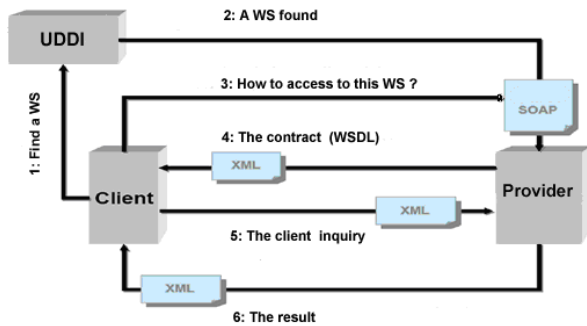 2: A WS found
UDDI
3: How to access to this WS ?
SOAP
1: Find a WS
4: The contract (WSDL)
XML
Client
Provider
XML
5: The client inquiry
XML
6: The result